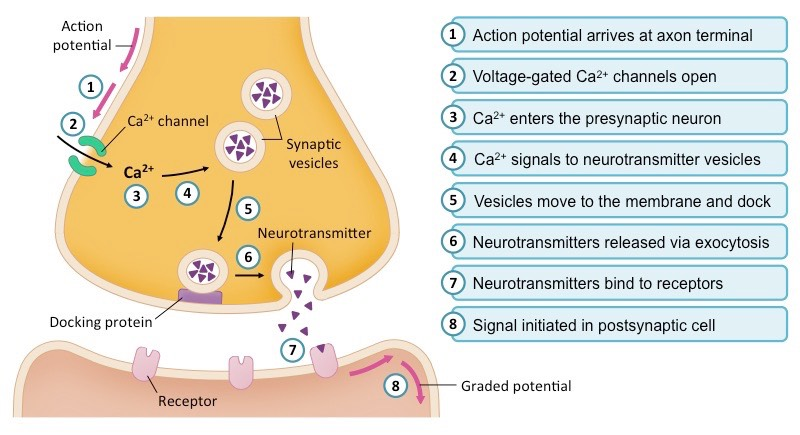 Action
potential
1
2
Ca²⁺ channel
Ca²⁺
3
4
Synaptic
vesicles
5
Neurotransmitter
6
Docking protein
7
Receptor
8
Graded potential
1 Action potential arrives at axon terminal
2 Voltage-gated Ca²⁺ channels open
3 Ca²⁺ enters the presynaptic neuron
4 Ca²⁺ signals to neurotransmitter vesicles
5 Vesicles move to the membrane and dock
6 Neurotransmitters released via exocytosis
7 Neurotransmitters bind to receptors
8 Signal initiated in postsynaptic cell